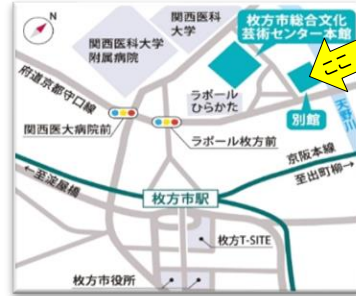 N
関西医科
大学
関西医科大学
附属病院
枚方市総合文化
芸術センター本館
府道京都守口線
ラポール
ひらかた
別館
天野川
関西医大病院前
ラポール枚方前
京阪本線
至出町柳→
←至淀屋橋
枚方市駅
枚方T-SITE
枚方市役所